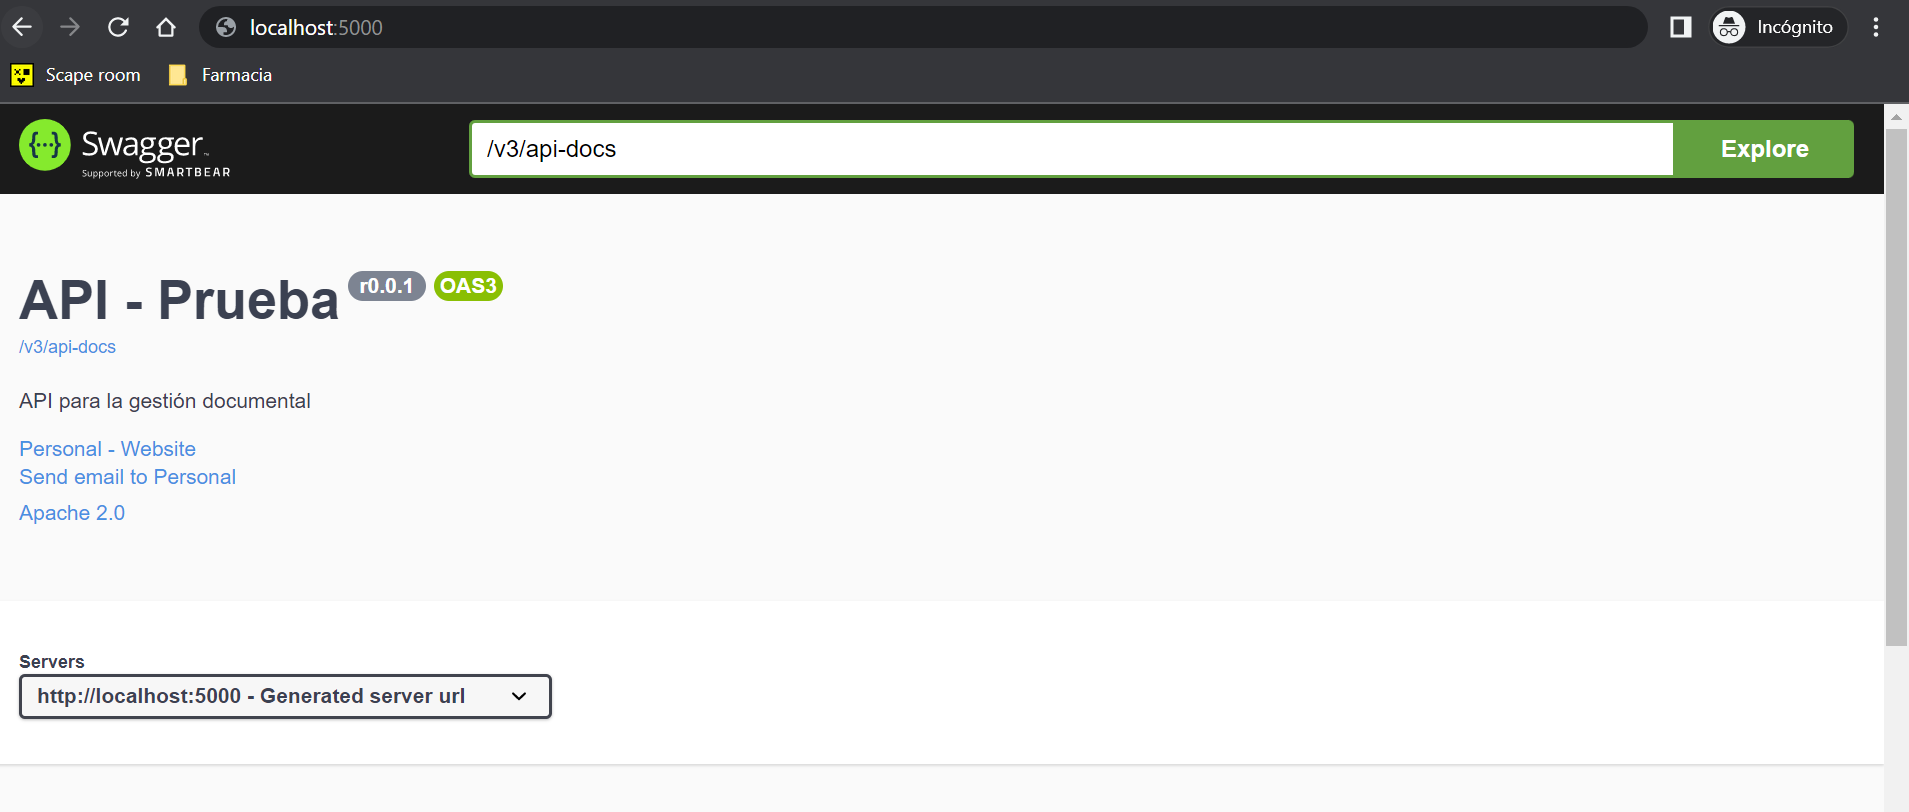 localhost:5000
Incógnito
Scape room
Farmacia
Swagger™
Supported by SMARTBEAR
/v3/api-docs
Explore
API - Prueba r0.0.1 OAS3
/v3/api-docs
API para la gestión documental
Personal - Website
Send email to Personal
Apache 2.0
Servers
http://localhost:5000 - Generated server url